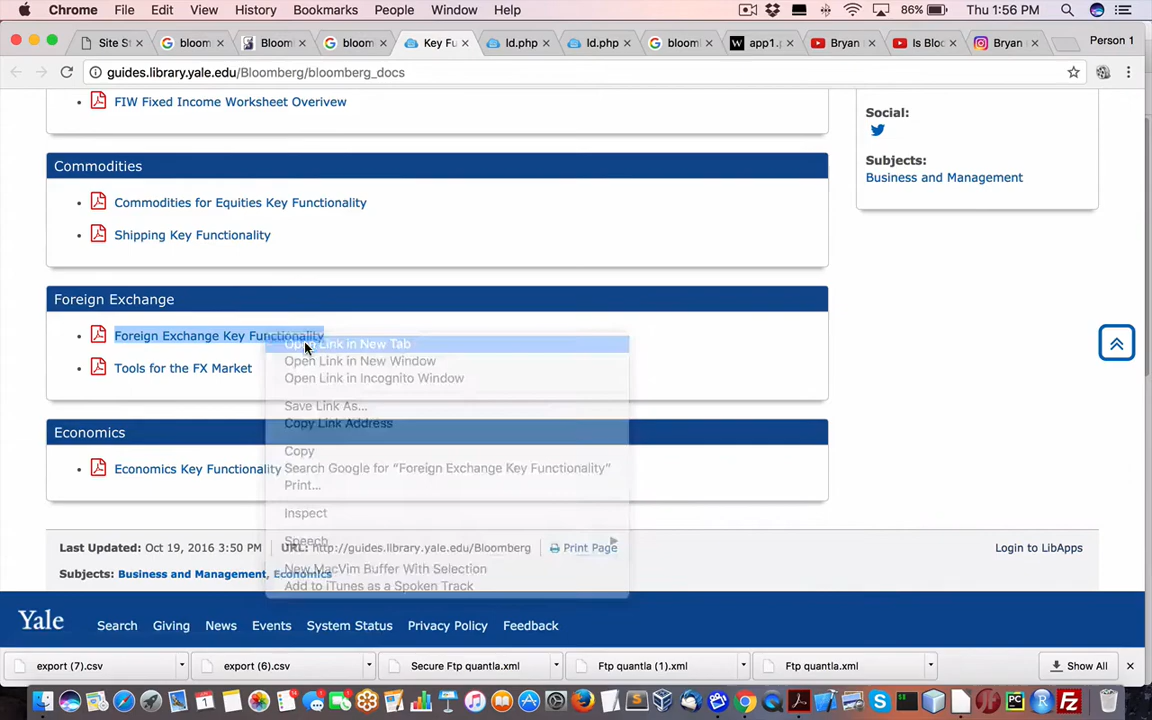 Chrome File Edit View History Bookmarks People Window Help 86% Thu 1:56 PM
Site S bloom Bloom bloom Key Fu ld.php ld.php bloom app1.p Bryan Is Bloo Bryan Person 1
guides.library.yale.edu/Bloomberg/bloomberg_docs
FIW Fixed Income Worksheet Overivew
Social:
Commodities
Subjects:
Business and Management
Commodities for Equities Key Functionality
Shipping Key Functionality
Foreign Exchange
Foreign Exchange Key Functionality
Open Link in New Tab
Open Link in New Window
Tools for the FX Market
Open Link in Incognito Window
Save Link As...
Copy Link Address
Economics
Copy
Economics Key Functionality
Search Google for “Foreign Exchange Key Functionality”
Print...
Inspect
Speech
Last Updated: Oct 19, 2016 3:50 PM URL: http://guides.library.yale.edu/Bloomberg Print Page Login to LibApps
New MacVim Buffer With Selection
Subjects: Business and Management, Economics
Add to iTunes as a Spoken Track
Yale Search Giving News Events System Status Privacy Policy Feedback
export (7).csv export (6).csv Secure Ftp quantla.xml Ftp quantla (1).xml Ftp quantla.xml Show All